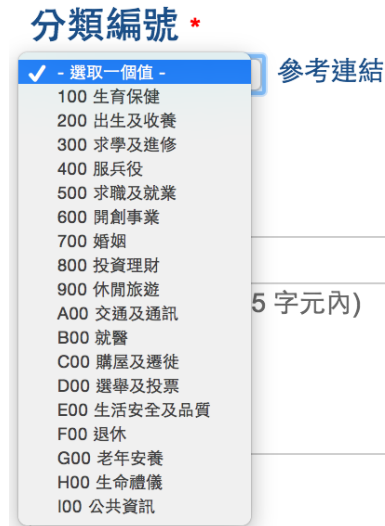 分類編號 *
✓ - 選取一個值 -
參考連結
100 生育保健
200 出生及收養
300 求學及進修
400 服兵役
500 求職及就業
600 開創事業
700 婚姻
800 投資理財
900 休閒旅遊
A00 交通及通訊
5 字元內)
B00 就醫
C00 購屋及遷徙
D00 選舉及投票
E00 生活安全及品質
F00 退休
G00 老年安養
H00 生命禮儀
I00 公共資訊